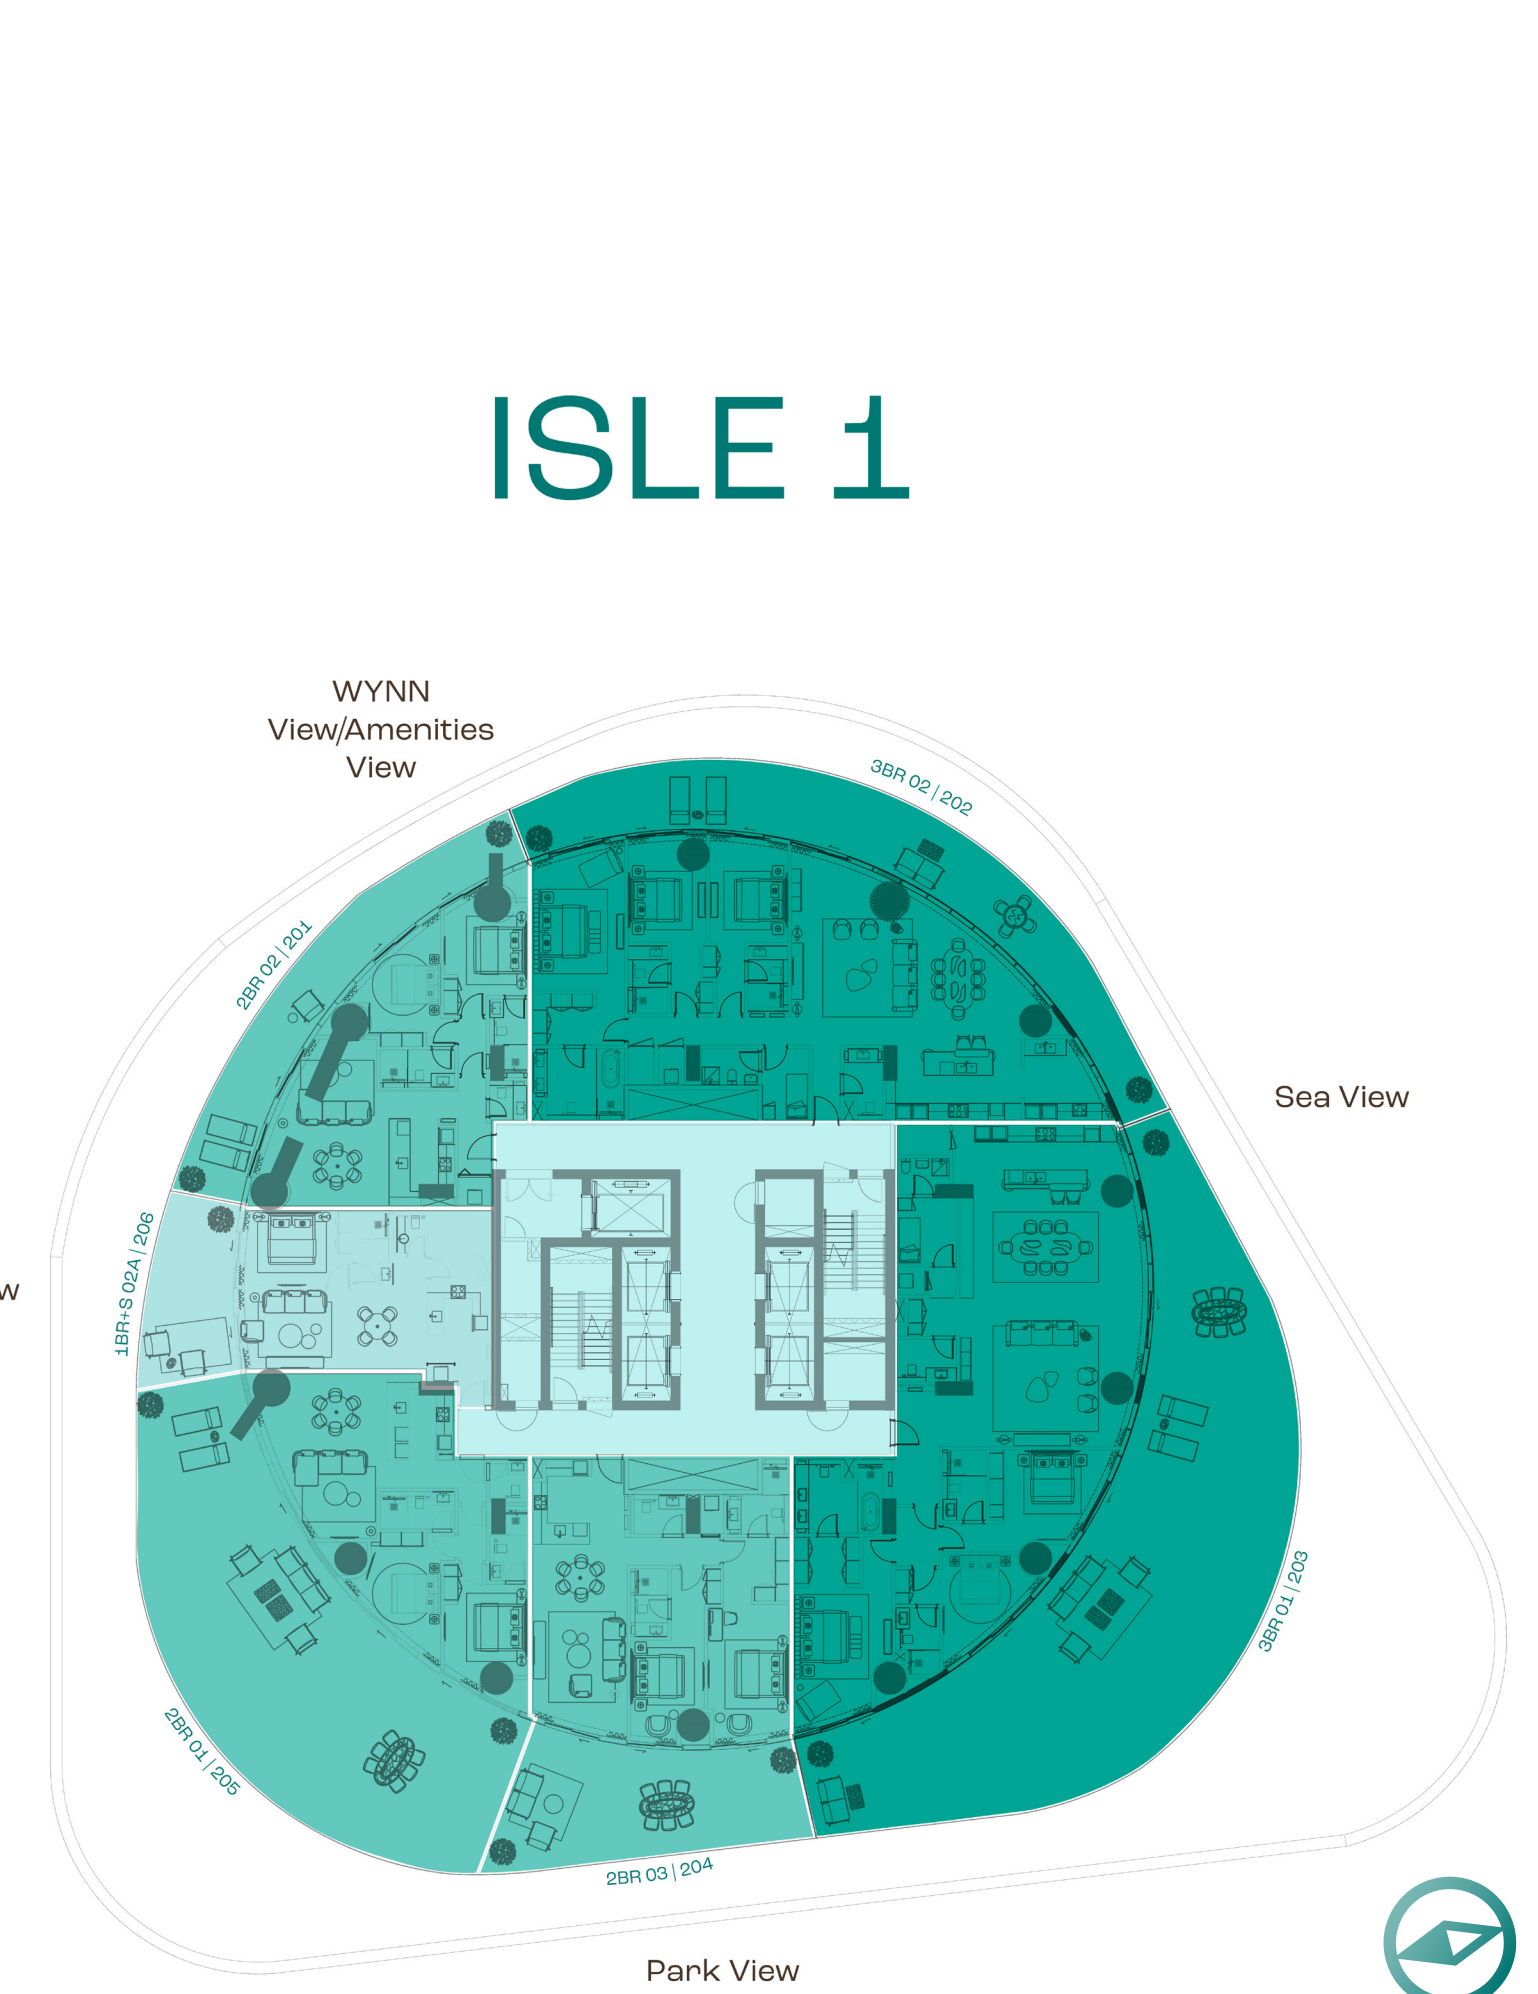 ISLE 1
WYNN
View/Amenities
View
3BR 02 | 202
2BR 02 | 201
Sea View
1BR+S 02A | 206
w
3BR 01 | 203
2BR 01 | 205
2BR 03 | 204
Park View